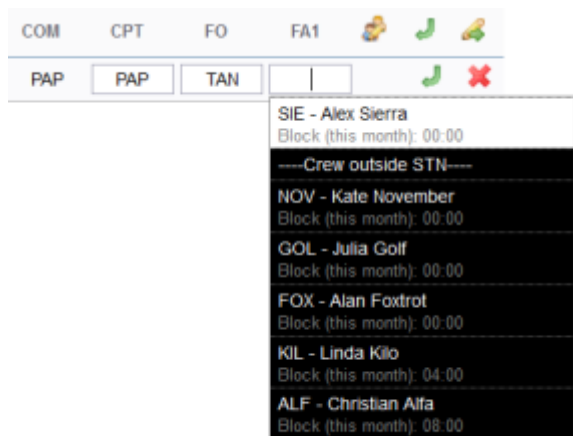 COM CPT FO FA1
PAP PAP TAN
SIE - Alex Sierra
Block (this month): 00:00
----Crew outside STN----
NOV - Kate November
Block (this month): 00:00
GOL - Julia Golf
Block (this month): 00:00
FOX - Alan Foxtrot
Block (this month): 00:00
KIL - Linda Kilo
Block (this month): 04:00
ALF - Christian Alfa
Block (this month): 08:00